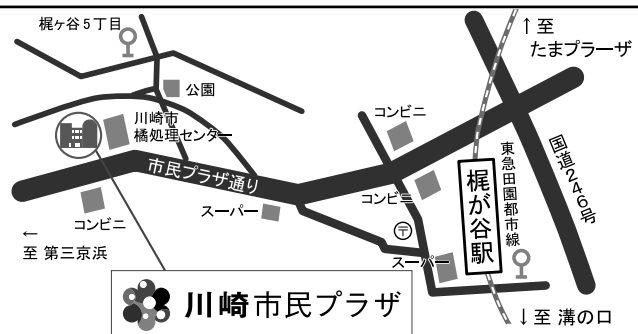 梶ヶ谷5丁目
↑ 至
たまプラーザ
公園
川崎市
橘処理センター
コンビニ
国道246号
東急田園都市線
市民プラザ通り
コンビニ
梶が谷駅
コンビニ
スーパー
〒
←
至 第三京浜
スーパー
川崎市民プラザ
↓ 至 溝の口